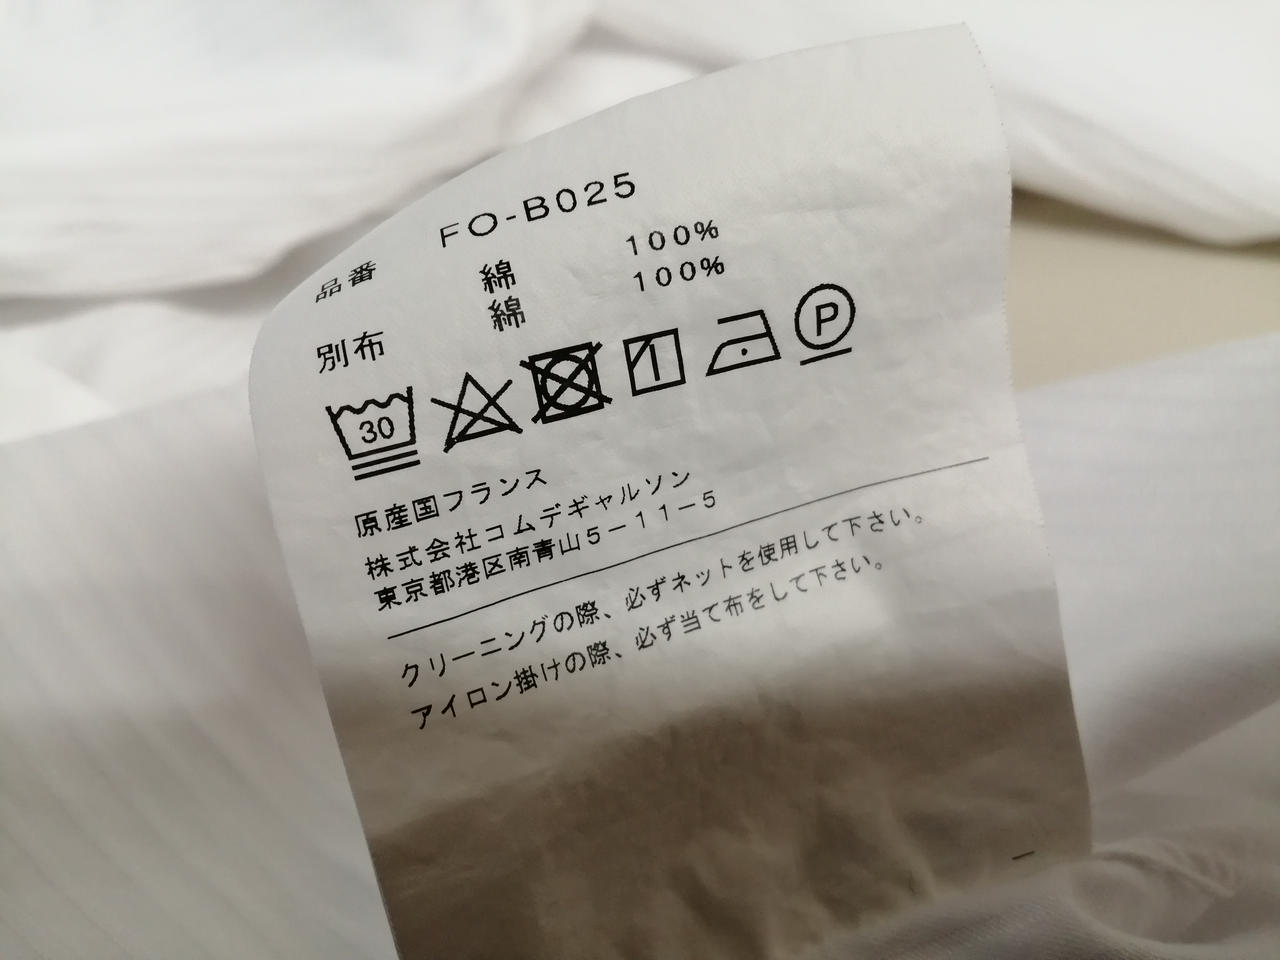 品番 FO-B025
綿 100%
別布 綿 100%
30 P
原産国フランス
株式会社コムデギャルソン
東京都港区南青山5-11-5
クリーニングの際、必ずネットを使用して下さい。
アイロン掛けの際、必ず当て布をして下さい。